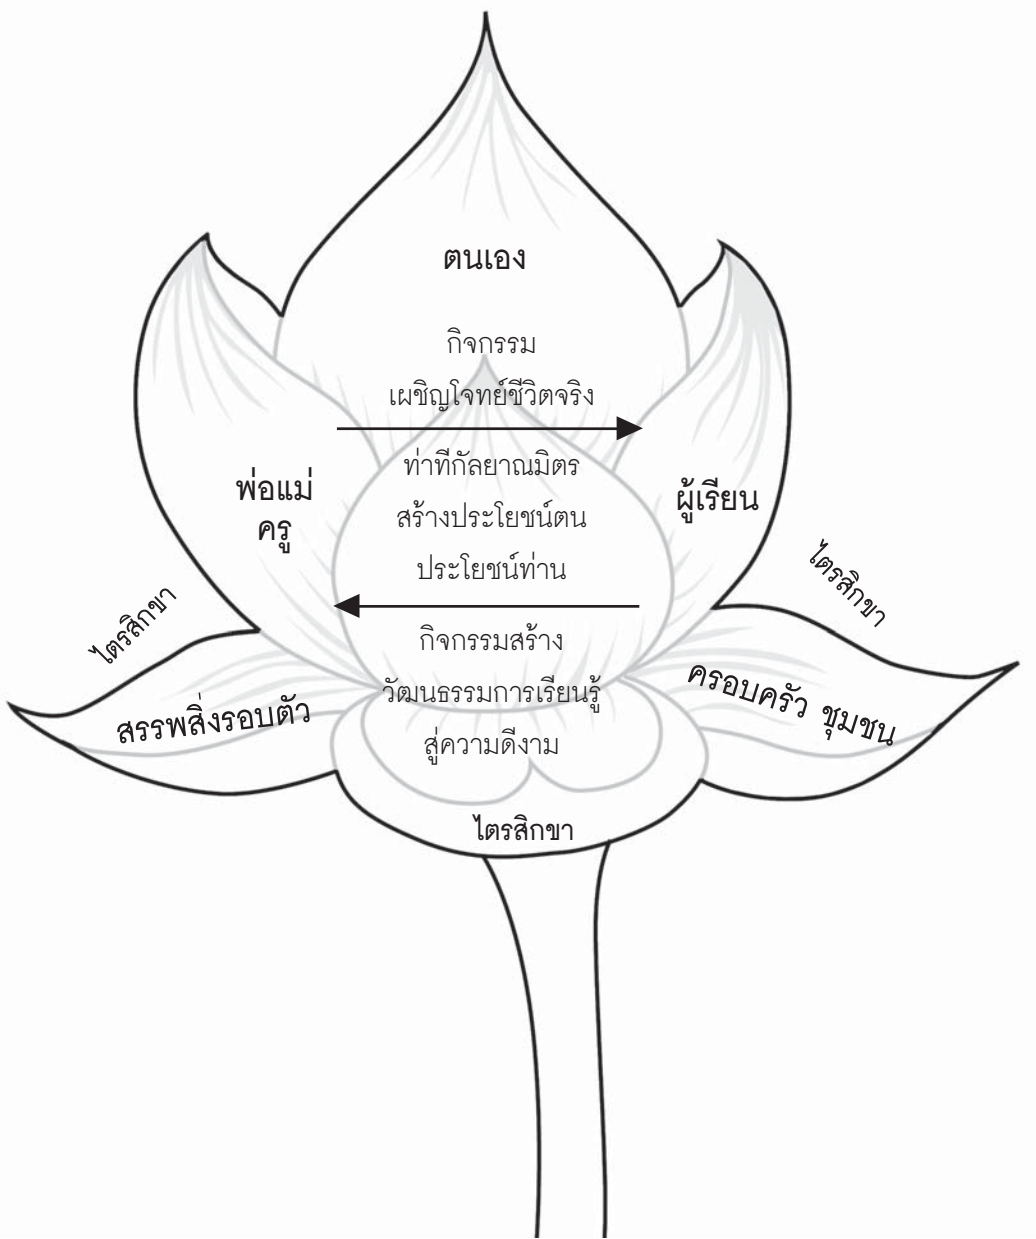 ตนเอง
กิจกรรม
เผชิญโจทย์ชีวิตจริง
ท่าทีกัลยาณมิตร
สร้างประโยชน์ตน
ประโยชน์ท่าน
กิจกรรมสร้าง
วัฒนธรรมการเรียนรู้
สู่ความดีงาม
พ่อแม่
ครู
ผู้เรียน
ไตรสิกขา
ไตรสิกขา
สรรพสิ่งรอบตัว
ครอบครัว ชุมชน
ไตรสิกขา